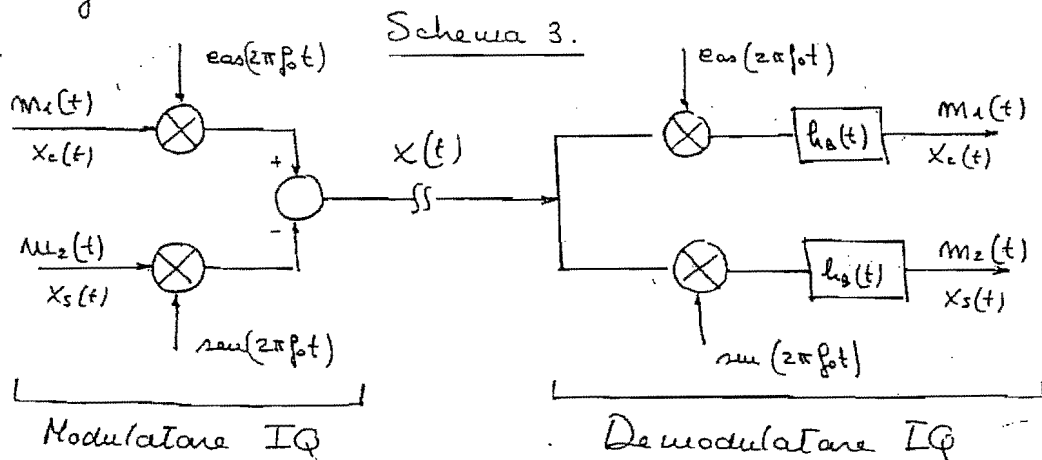 Schema 3.
cos(2πf₀t)
cos(2πf₀t)
m₁(t)
Xc(t)
+
X(t)
hB(t)
m₁(t)
Xc(t)
-
m₂(t)
Xs(t)
hB(t)
m₂(t)
Xs(t)
sen(2πf₀t)
sen(2πf₀t)
Modulatore IQ
Demodulatore IQ